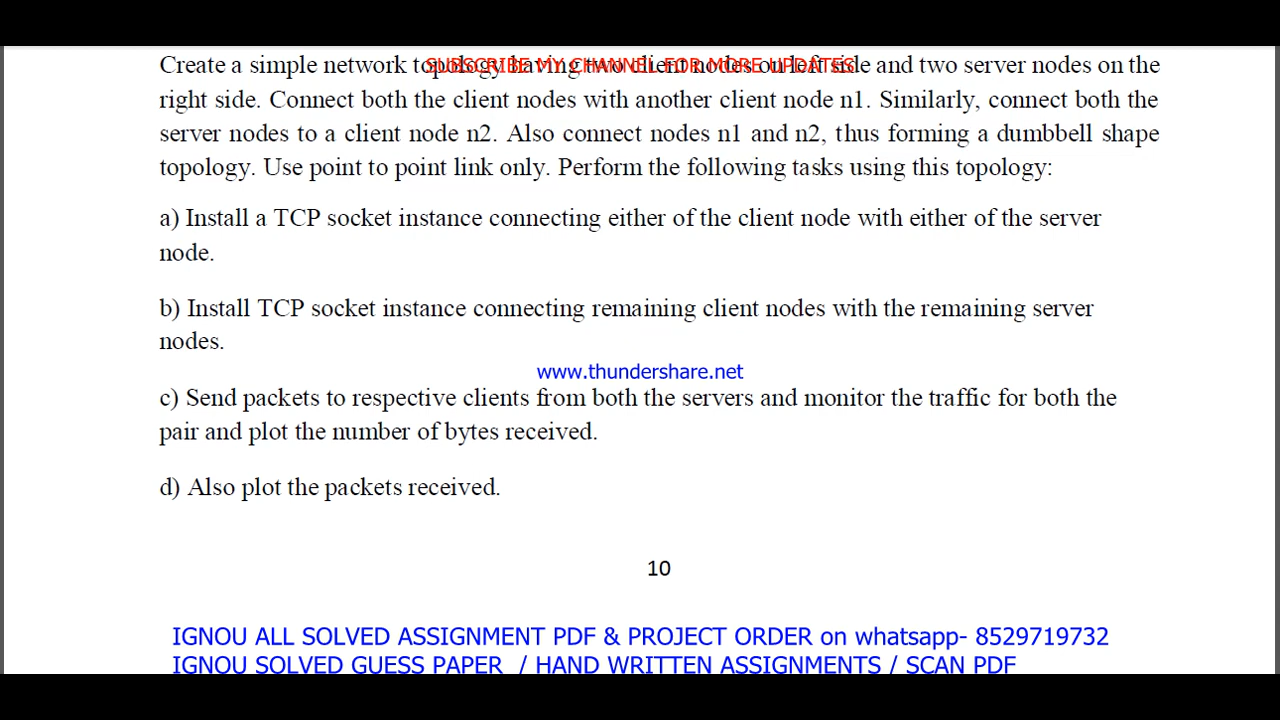 Create a simple network topology having two client nodes on left side and two server nodes on the
SUBSCRIBE MY CHANNEL FOR MORE UPDATES
right side. Connect both the client nodes with another client node n1. Similarly, connect both the
server nodes to a client node n2. Also connect nodes n1 and n2, thus forming a dumbbell shape
topology. Use point to point link only. Perform the following tasks using this topology:
a) Install a TCP socket instance connecting either of the client node with either of the server
node.
b) Install TCP socket instance connecting remaining client nodes with the remaining server
nodes.
www.thundershare.net
c) Send packets to respective clients from both the servers and monitor the traffic for both the
pair and plot the number of bytes received.
d) Also plot the packets received.
10
IGNOU ALL SOLVED ASSIGNMENT PDF & PROJECT ORDER on whatsapp- 8529719732
IGNOU SOLVED GUESS PAPER / HAND WRITTEN ASSIGNMENTS / SCAN PDF